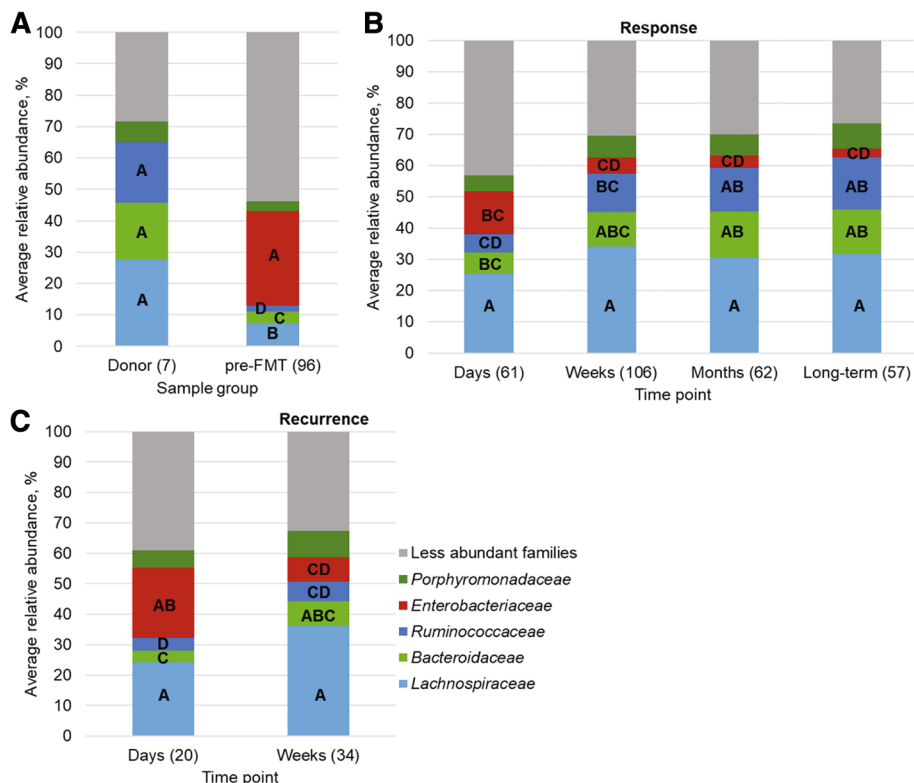 A
Average relative abundance, %
100
90
80
70
60
50
40
30
20
10
0
A
A
A
A
D
C
B
Donor (7) pre-FMT (96)
Sample group
B
Response
Average relative abundance, %
100
90
80
70
60
50
40
30
20
10
0
BC
CD
BC
A
CD
BC
ABC
A
CD
AB
AB
A
CD
AB
AB
A
Days (61) Weeks (106) Months (62) Long-term (57)
Time point
C
Recurrence
Average relative abundance, %
100
90
80
70
60
50
40
30
20
10
0
AB
D
C
A
CD
CD
ABC
A
Days (20) Weeks (34)
Time point
Less abundant families
Porphyromonadaceae
Enterobacteriaceae
Ruminococcaceae
Bacteroidaceae
Lachnospiraceae